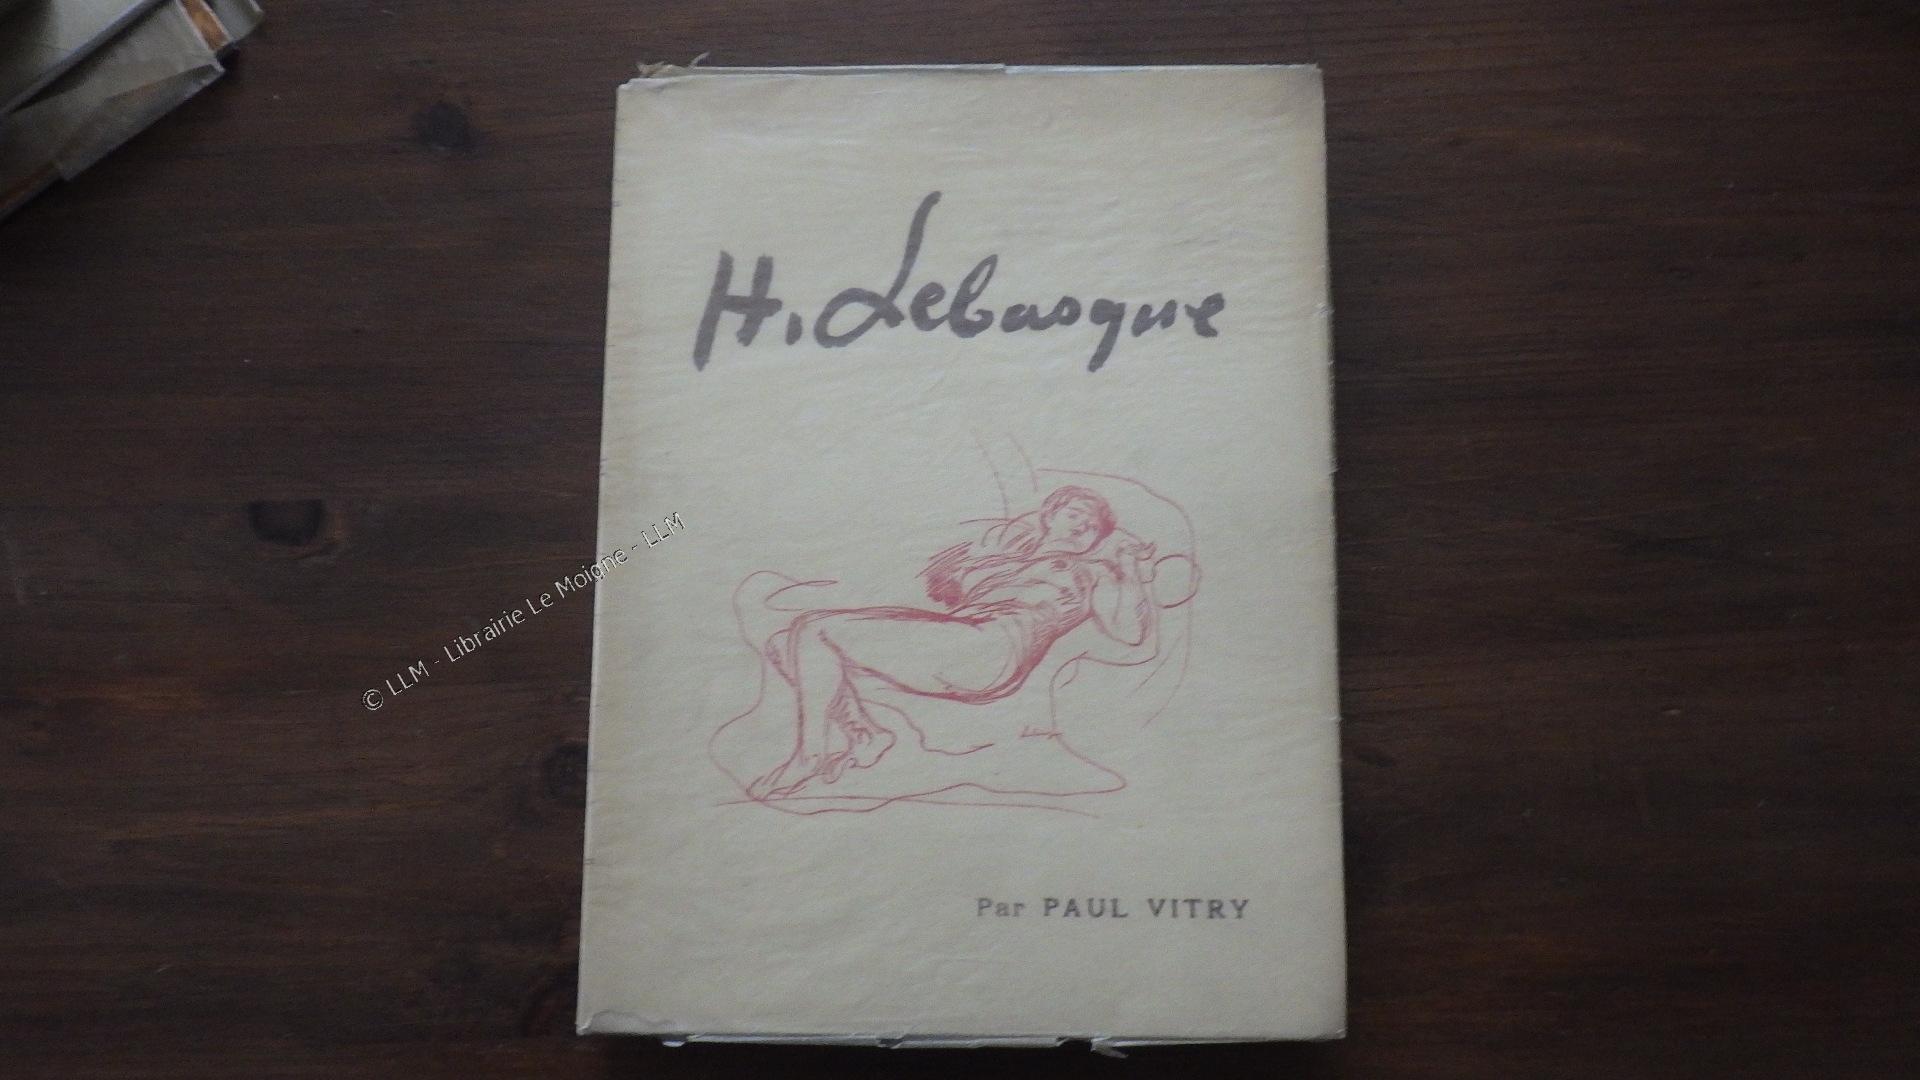 H. Lebasque
© LLM - Librairie Le Moigne - LLM
Par PAUL VITRY